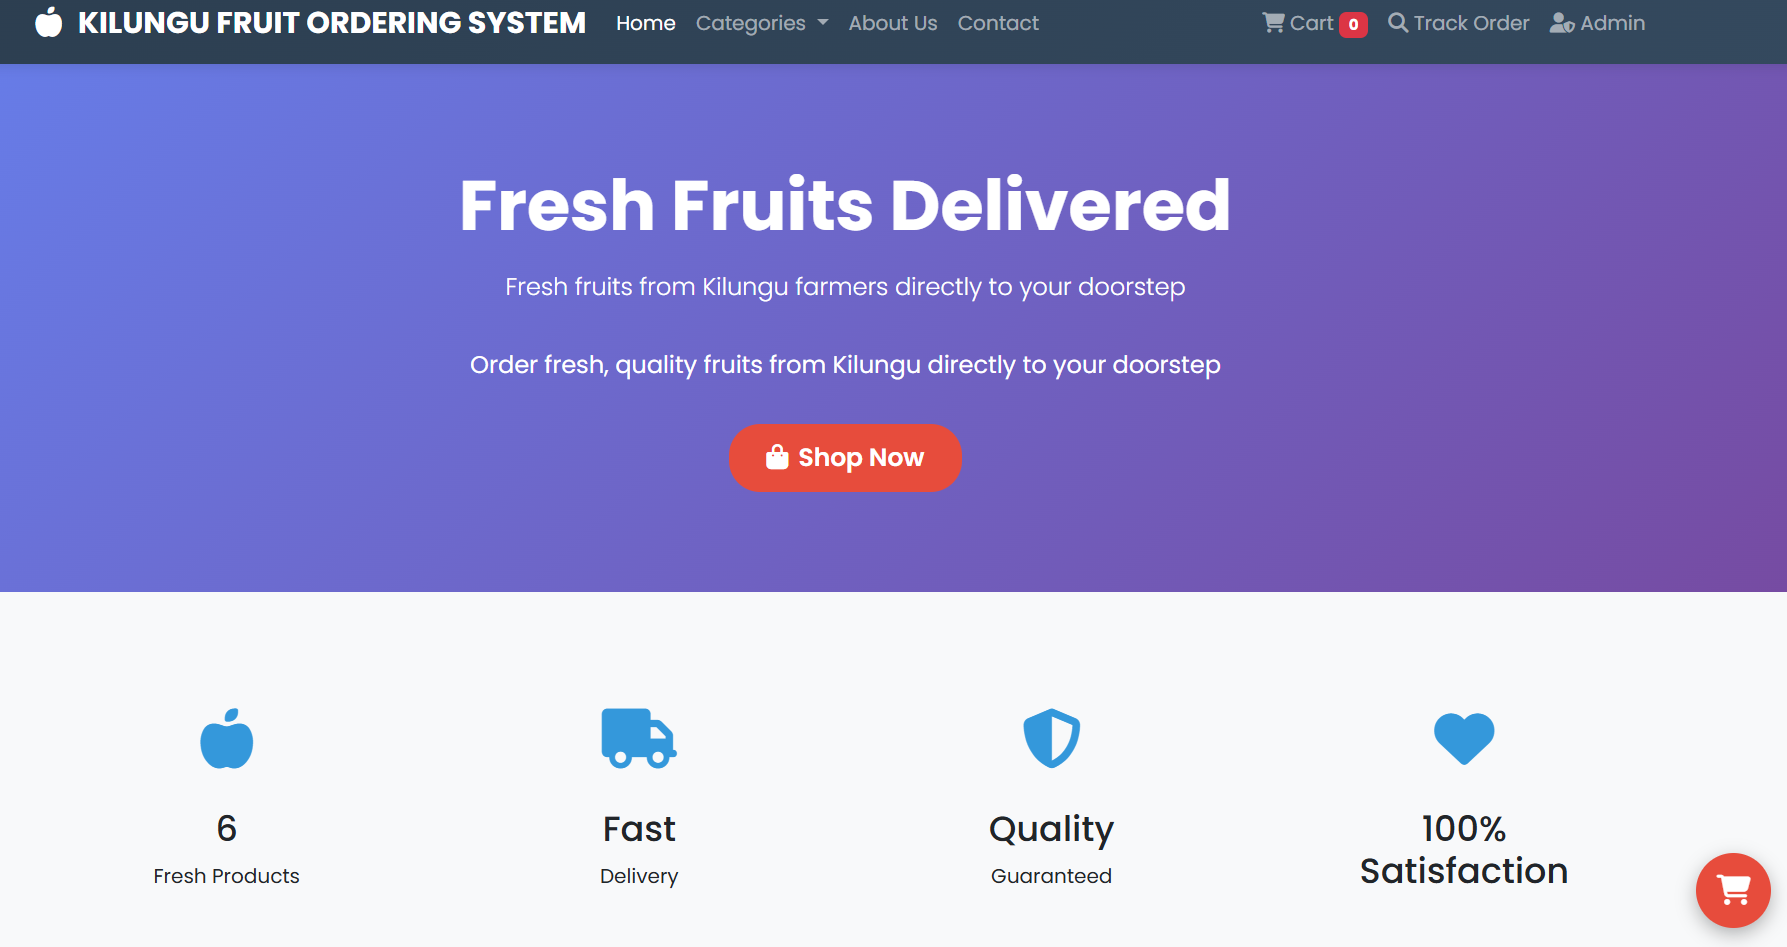 KILUNGU FRUIT ORDERING SYSTEM Home Categories About Us Contact Cart 0 Track Order Admin
Fresh Fruits Delivered
Fresh fruits from Kilungu farmers directly to your doorstep
Order fresh, quality fruits from Kilungu directly to your doorstep
Shop Now
6
Fresh Products
Fast
Delivery
Quality
Guaranteed
100%
Satisfaction